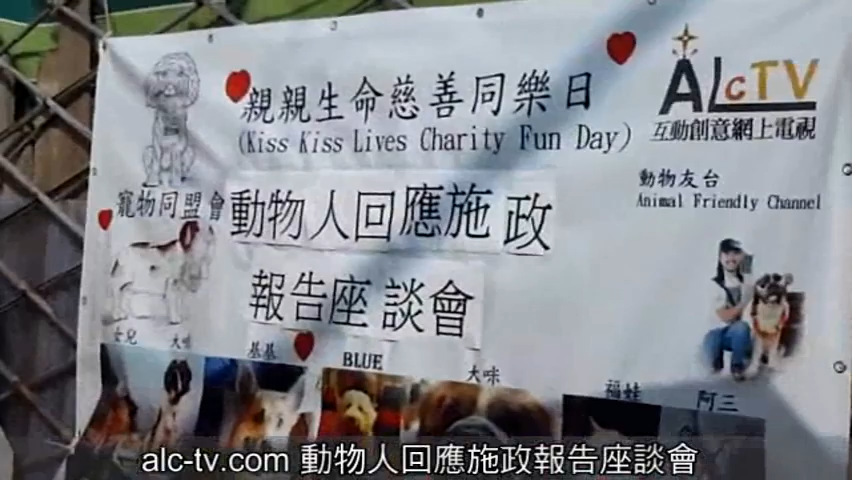 親親生命慈善同樂日
(Kiss Kiss Lives Charity Fun Day)
ALcTV
互動創意網上電視
動物友台
Animal Friendly Channel
寵物同盟會
動物人回應施政
報告座談會
女兒
大咪
基基
BLUE
大咪
福娃
阿三
alc-tv.com 動物人回應施政報告座談會